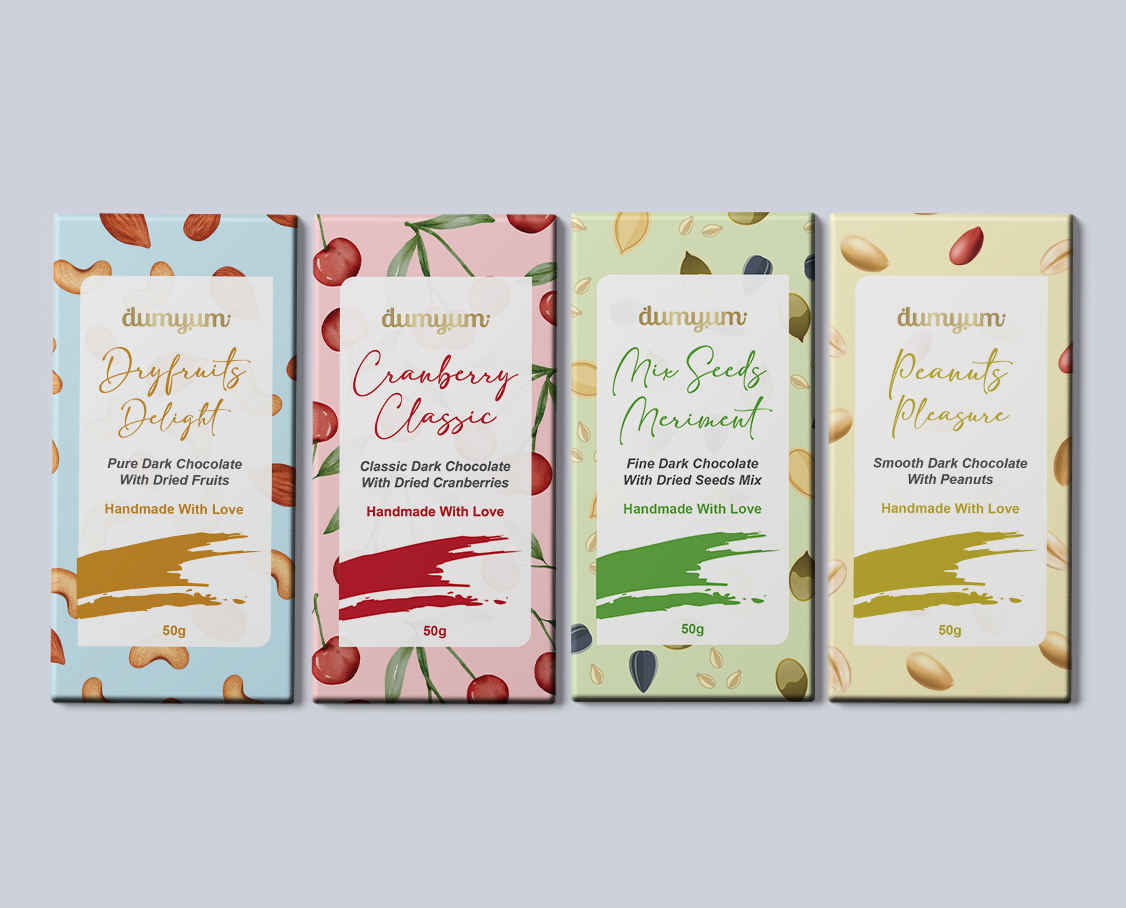 dumyum
Dryfruits
Delight
Pure Dark Chocolate
With Dried Fruits
Handmade With Love
50g
dumyum
Cranberry
Classic
Classic Dark Chocolate
With Dried Cranberries
Handmade With Love
50g
dumyum
Mix Seeds
Meriment
Fine Dark Chocolate
With Dried Seeds Mix
Handmade With Love
50g
dumyum
Peanuts
Pleasure
Smooth Dark Chocolate
With Peanuts
Handmade With Love
50g